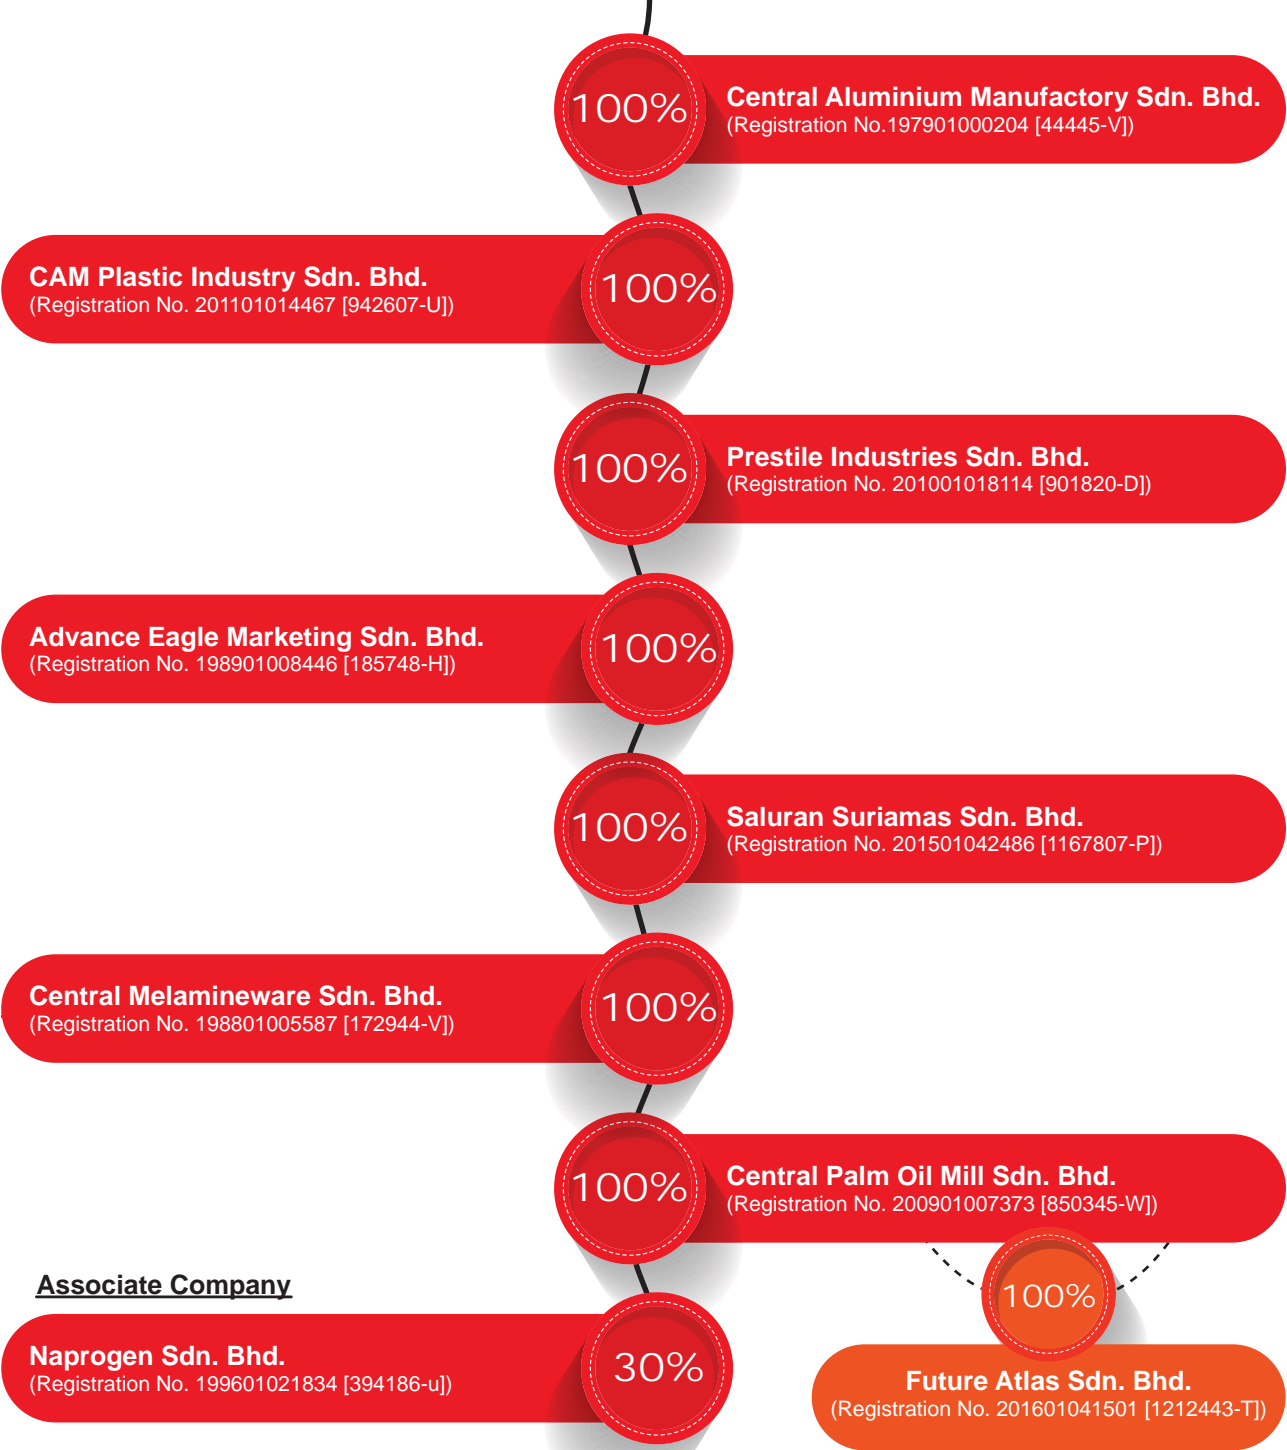 100%
Central Aluminium Manufactory Sdn. Bhd.
(Registration No.197901000204 [44445-V])
CAM Plastic Industry Sdn. Bhd.
(Registration No. 201101014467 [942607-U])
100%
100%
Prestile Industries Sdn. Bhd.
(Registration No. 201001018114 [901820-D])
Advance Eagle Marketing Sdn. Bhd.
(Registration No. 198901008446 [185748-H])
100%
100%
Saluran Suriamas Sdn. Bhd.
(Registration No. 201501042486 [1167807-P])
Central Melamineware Sdn. Bhd.
(Registration No. 198801005587 [172944-V])
100%
100%
Central Palm Oil Mill Sdn. Bhd.
(Registration No. 200901007373 [850345-W])
100%
Future Atlas Sdn. Bhd.
(Registration No. 201601041501 [1212443-T])
Associate Company
Naprogen Sdn. Bhd.
(Registration No. 199601021834 [394186-u])
30%